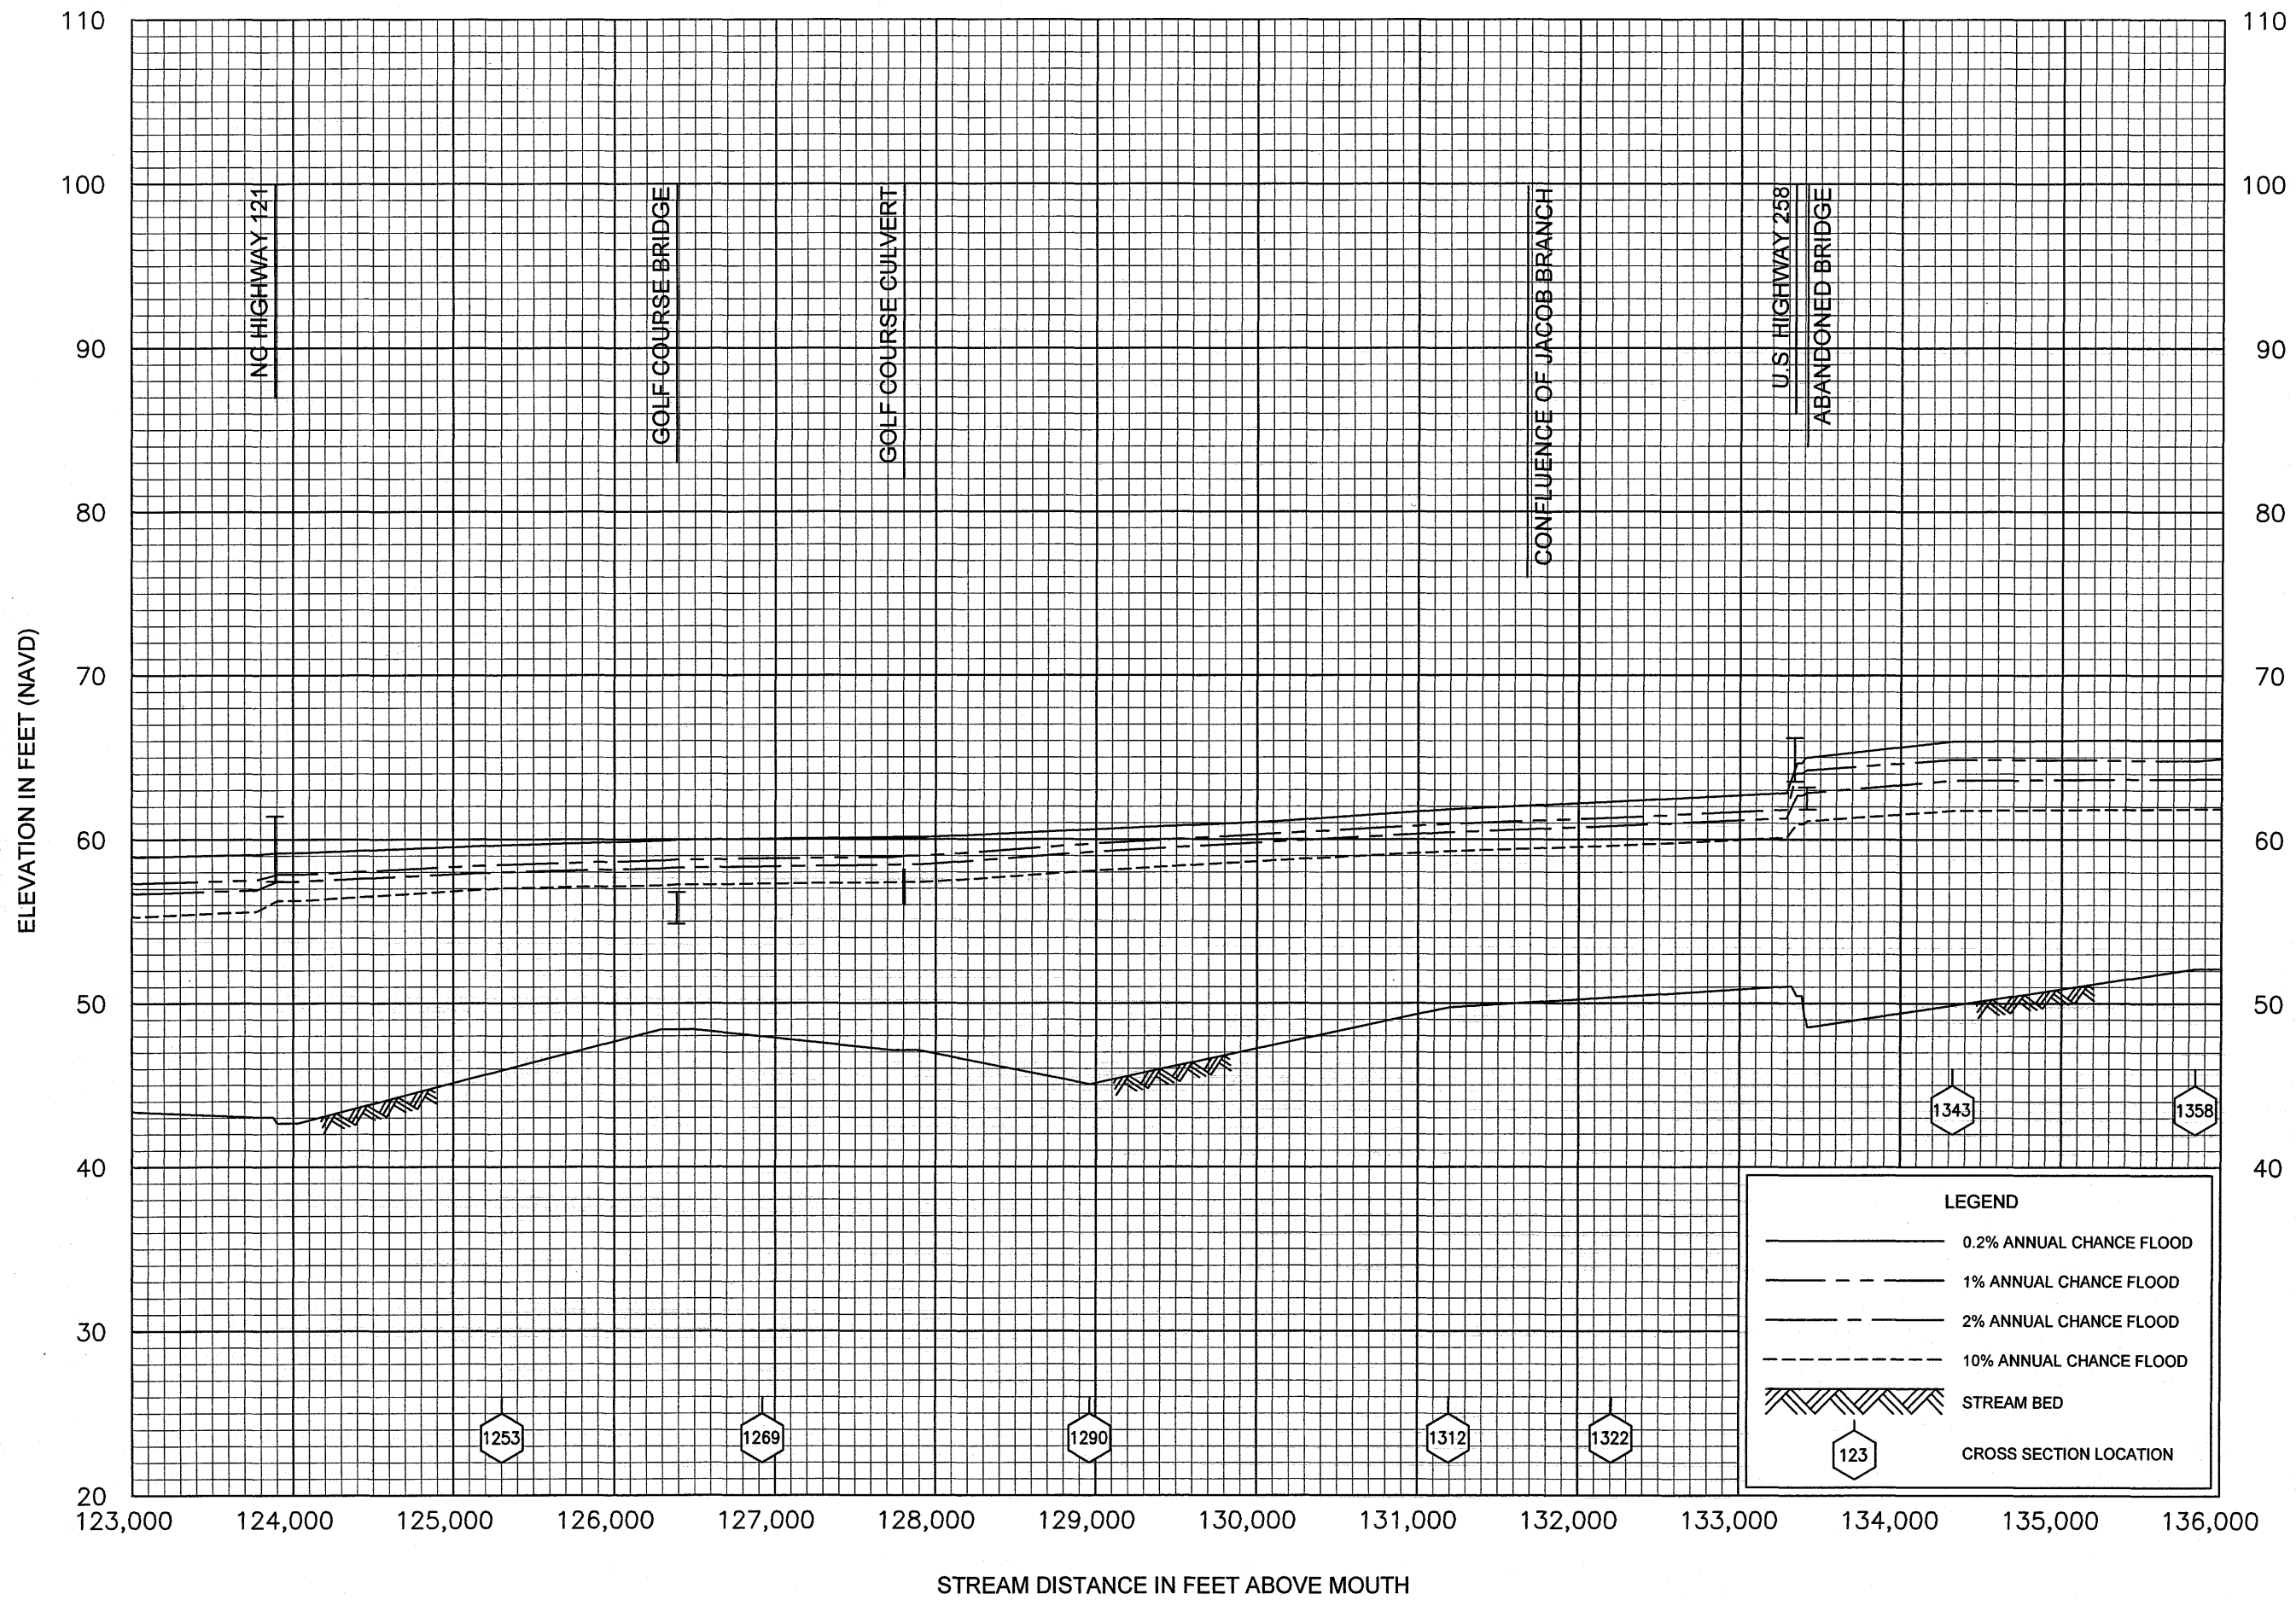 110
110
100
100
90
90
80
80
70
70
60
60
50
50
40
40
30
20
ELEVATION IN FEET (NAVD)
NC HIGHWAY 121
GOLF COURSE BRIDGE
GOLF COURSE CULVERT
CONFLUENCE OF JACOB BRANCH
U.S. HIGHWAY 258
ABANDONED BRIDGE
1343
1358
1253
1269
1290
1312
1322
LEGEND
0.2% ANNUAL CHANCE FLOOD
1% ANNUAL CHANCE FLOOD
2% ANNUAL CHANCE FLOOD
10% ANNUAL CHANCE FLOOD
STREAM BED
123 CROSS SECTION LOCATION
123,000 124,000 125,000 126,000 127,000 128,000 129,000 130,000 131,000 132,000 133,000 134,000 135,000 136,000
STREAM DISTANCE IN FEET ABOVE MOUTH